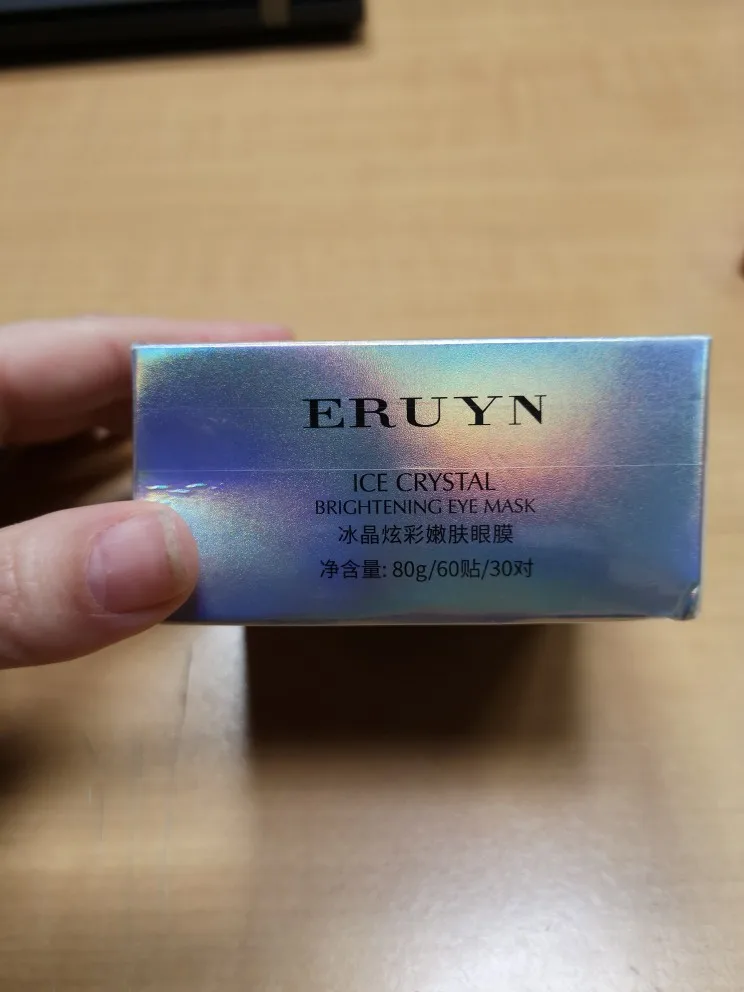 ERUYN
ICE CRYSTAL
BRIGHTENING EYE MASK
冰晶炫彩嫩肤眼膜
净含量: 80g/60贴/30对